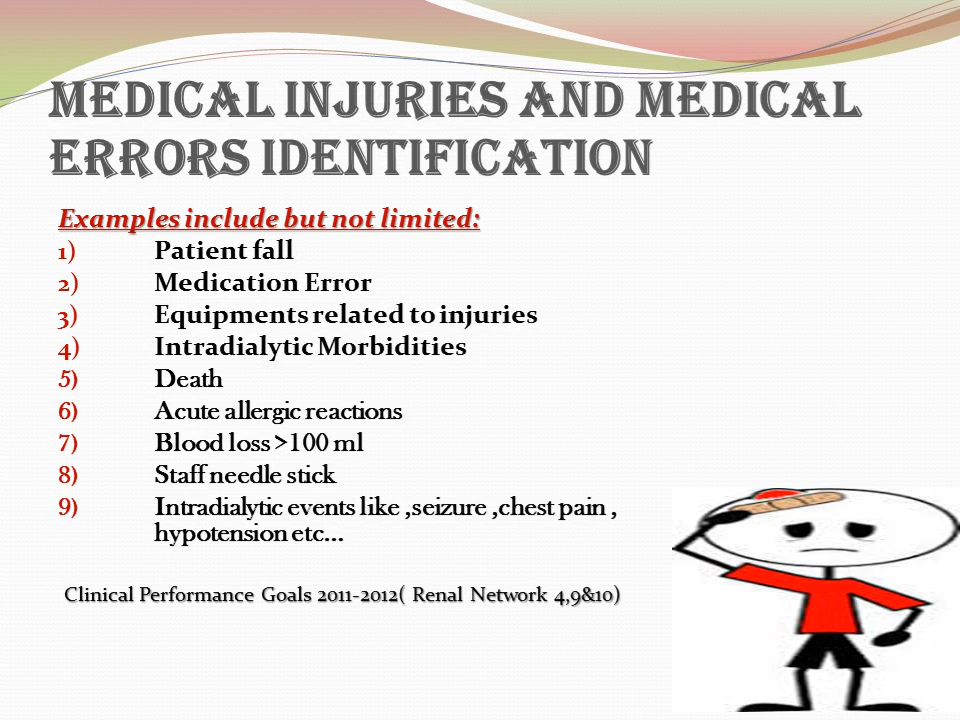 MEDICAL INJURIES AND MEDICAL
ERRORS IDENTIFICATION
Examples include but not limited:
1) Patient fall
2) Medication Error
3) Equipments related to injuries
4) Intradialytic Morbidities
5) Death
6) Acute allergic reactions
7) Blood loss >100 ml
8) Staff needle stick
9) Intradialytic events like ,seizure ,chest pain ,
hypotension etc...
Clinical Performance Goals 2011-2012( Renal Network 4,9&10)